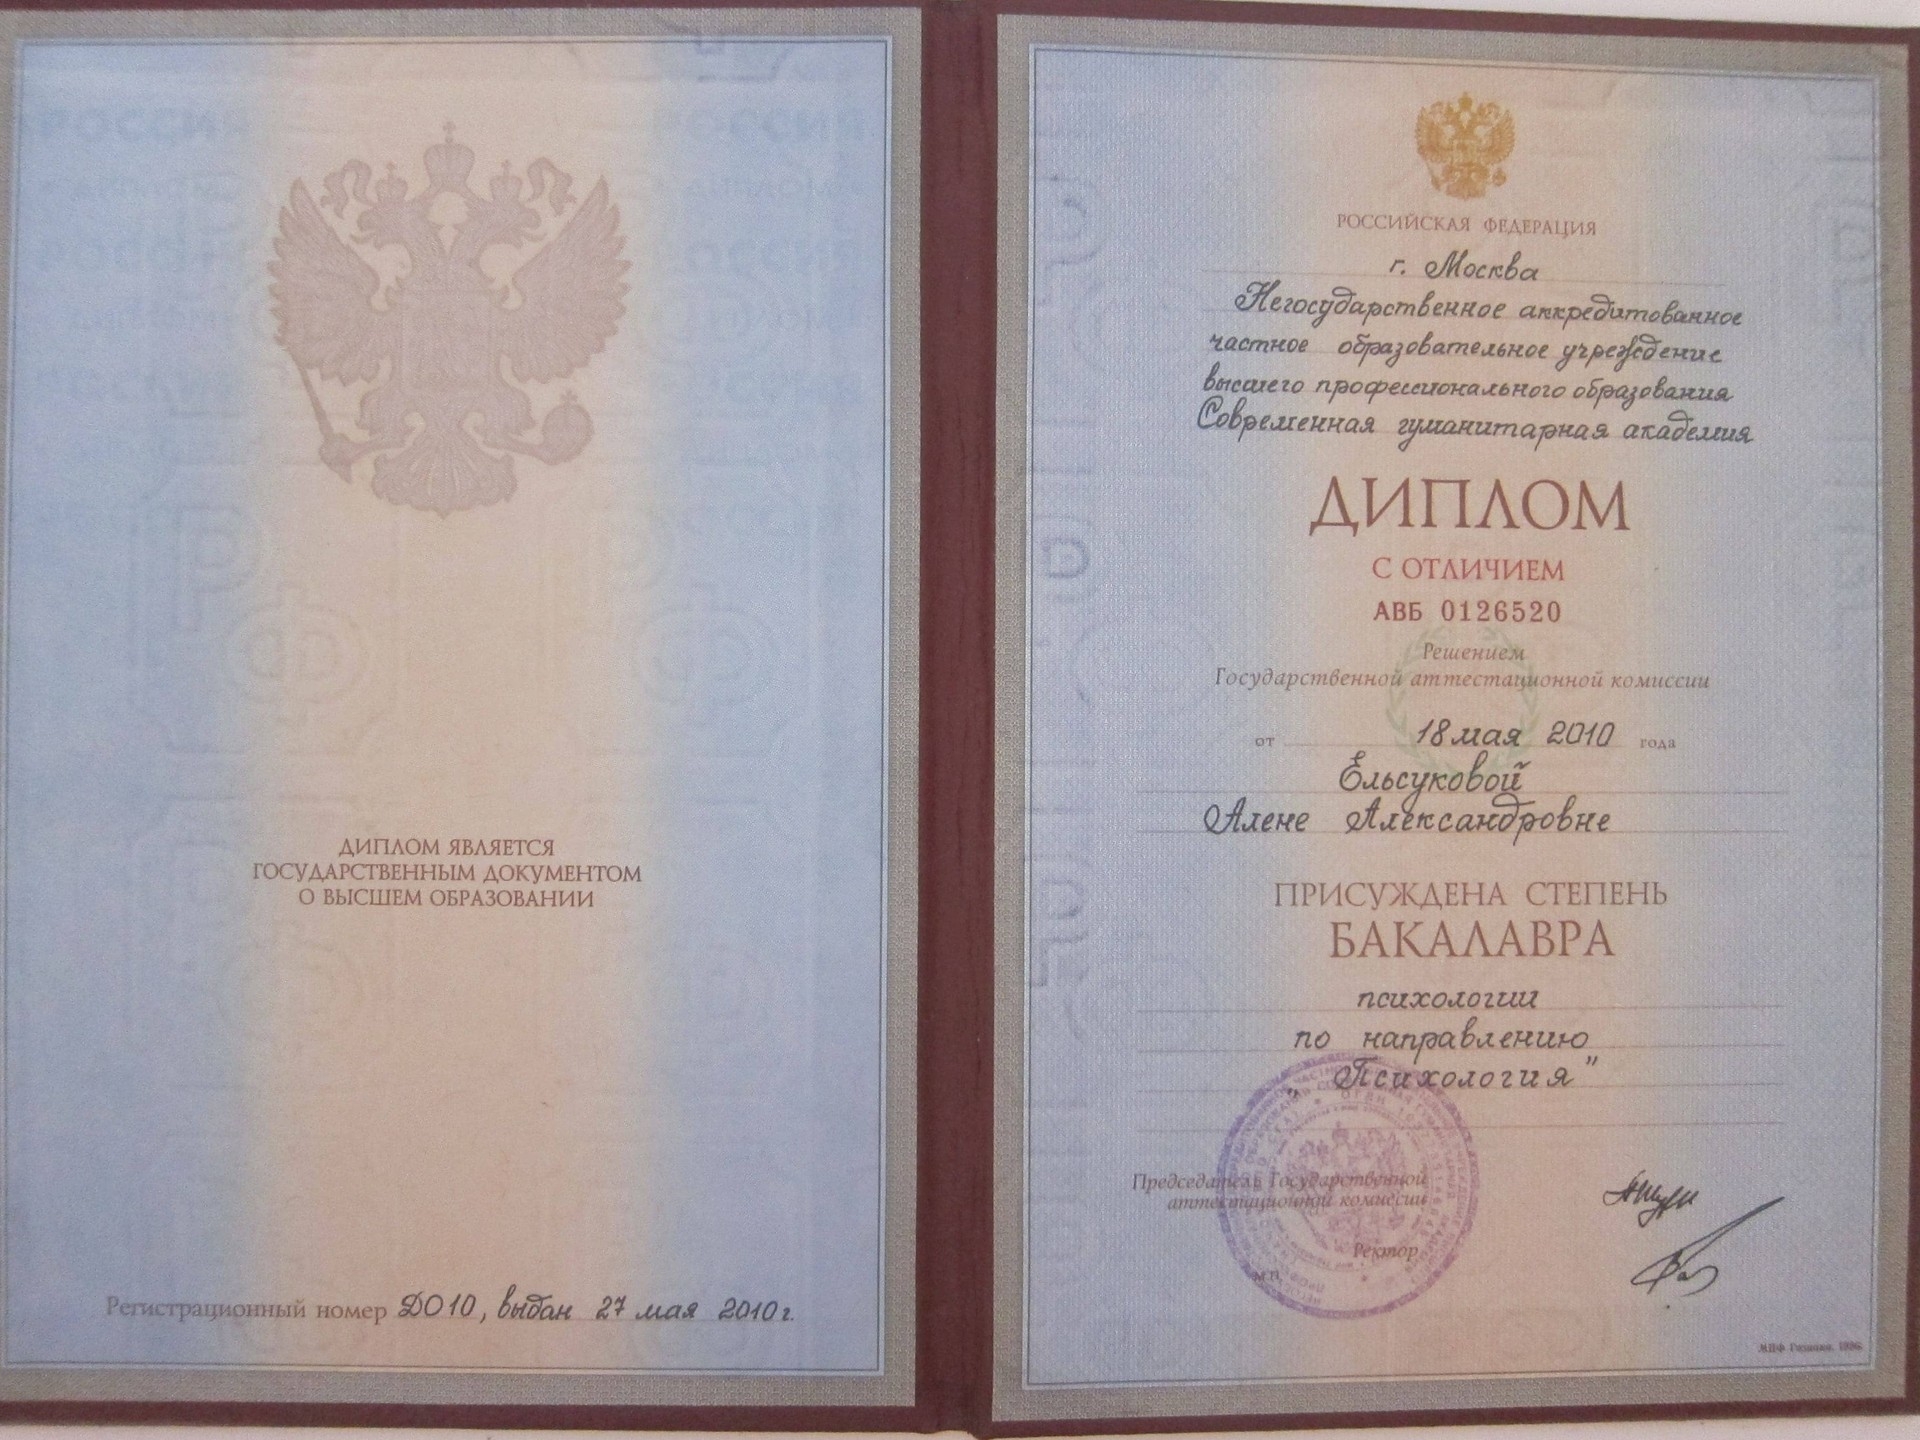 ДИПЛОМ ЯВЛЯЕТСЯ
ГОСУДАРСТВЕННЫМ ДОКУМЕНТОМ
О ВЫСШЕМ ОБРАЗОВАНИИ
Регистрационный номер ДО10, выдан 27 мая 2010г.
РОССИЙСКАЯ ФЕДЕРАЦИЯ
г. Москва
Негосударственное аккредитованное
частное образовательное учреждение
высшего профессионального образования
Современная гуманитарная академия
ДИПЛОМ
С ОТЛИЧИЕМ
АВБ 0126520
Решением
Государственной аттестационной комиссии
от 18 мая 2010 года
Ельсуковой
Алене Александровне
ПРИСУЖДЕНА СТЕПЕНЬ
БАКАЛАВРА
психологии
по направлению
„Психология"
Председатель Государственной
аттестационной комиссии
Ректор
М.П.